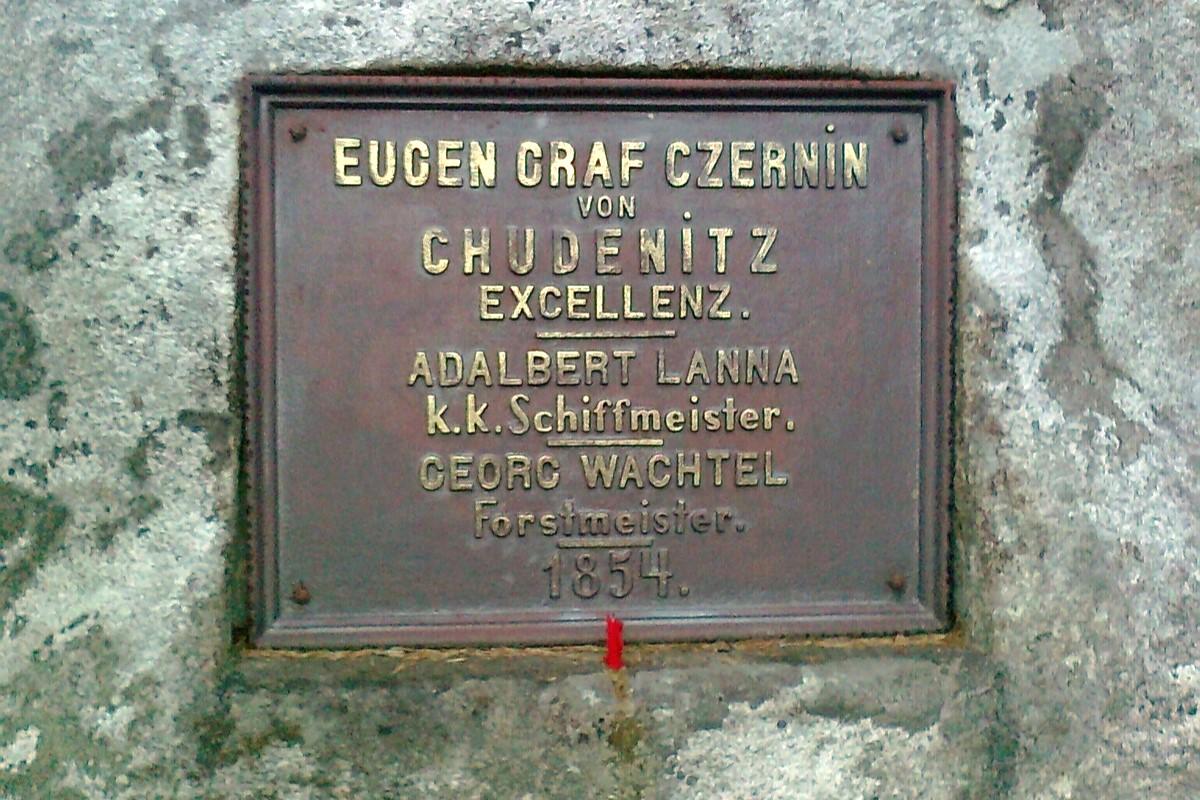 EUGEN GRAF CZERNIN
VON
CHUDENITZ
EXCELLENZ.
ADALBERT LANNA
k.k. Schiffmeister.
GEORG WACHTEL
Forstmeister.
1854.